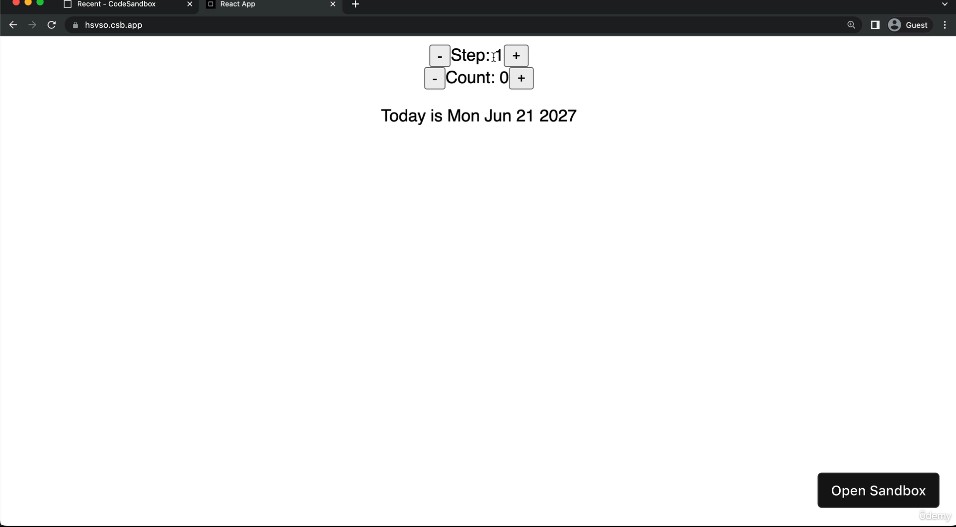 Recent - CodeSandbox
React App
hsvso.csb.app
Guest
- Step: 1 +
- Count: 0 +
Today is Mon Jun 21 2027
Open Sandbox
ûdemy